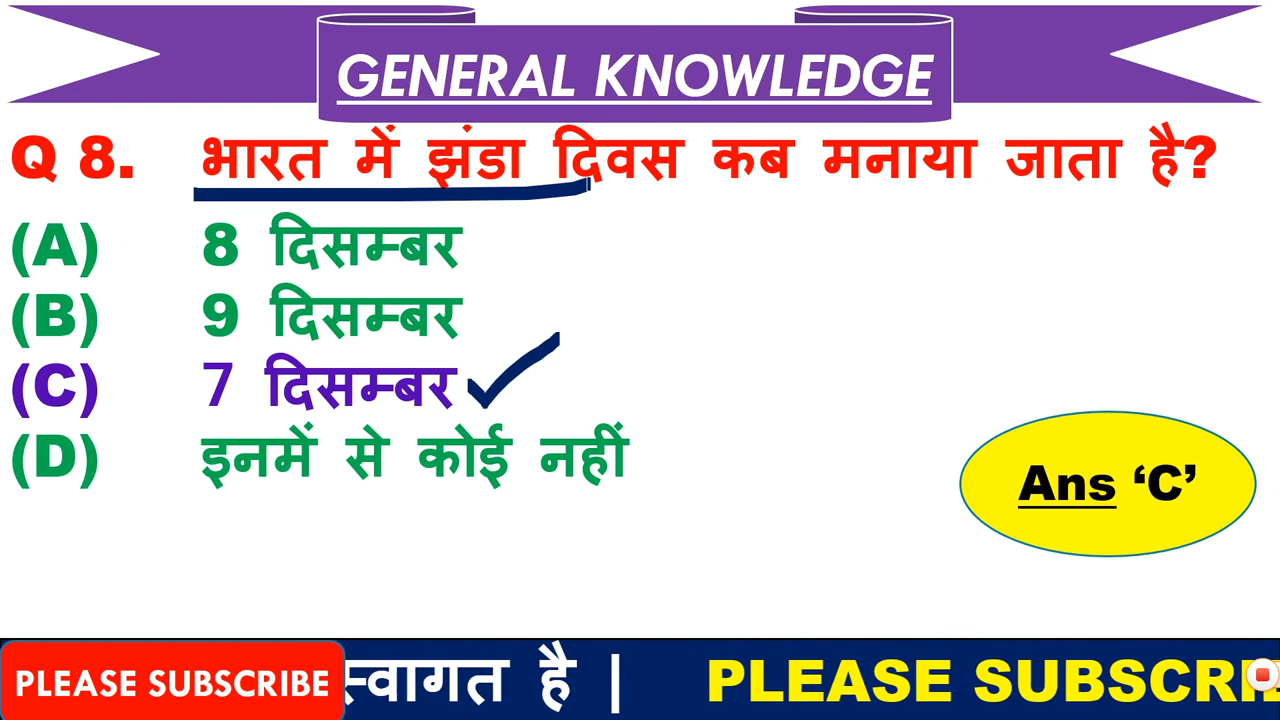 GENERAL KNOWLEDGE
Q 8. भारत में झंडा दिवस कब मनाया जाता है?
(A) 8 दिसम्बर
(B) 9 दिसम्बर
(C) 7 दिसम्बर
(D) इनमें से कोई नहीं
Ans ‘C’
PLEASE SUBSCRIBE स्वागत है | PLEASE SUBSCRI